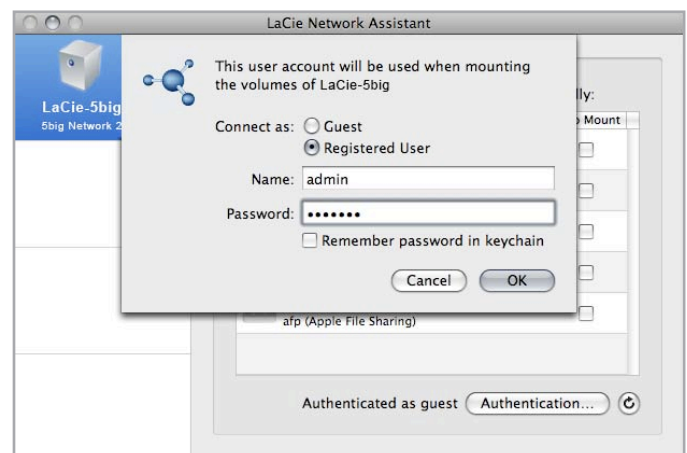 LaCie Network Assistant
LaCie-5big
5big Network 2
This user account will be used when mounting
the volumes of LaCie-5big
Connect as: Guest
Registered User
Name: admin
Password: •••••••
Remember password in keychain
Cancel OK
lly:
Mount
afp (Apple File Sharing)
Authenticated as guest Authentication...